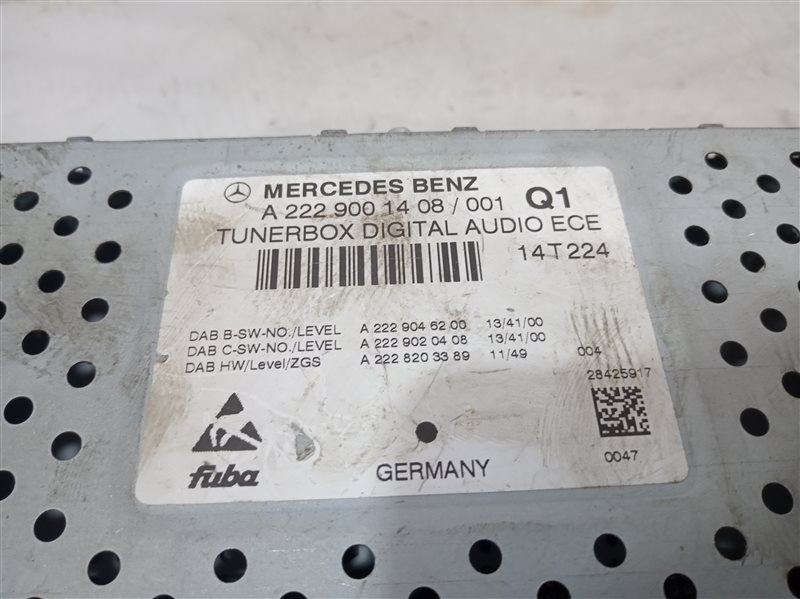 MERCEDES BENZ
A 222 900 14 08 / 001 Q1
TUNERBOX DIGITAL AUDIO ECE
14T224
DAB B-SW-NO./LEVEL A 222 904 62 00 13/41/00
DAB C-SW-NO./LEVEL A 222 902 04 08 13/41/00
DAB HW/Level/ZGS A 222 820 33 89 11/49 004
28425917
0047
fuba
GERMANY